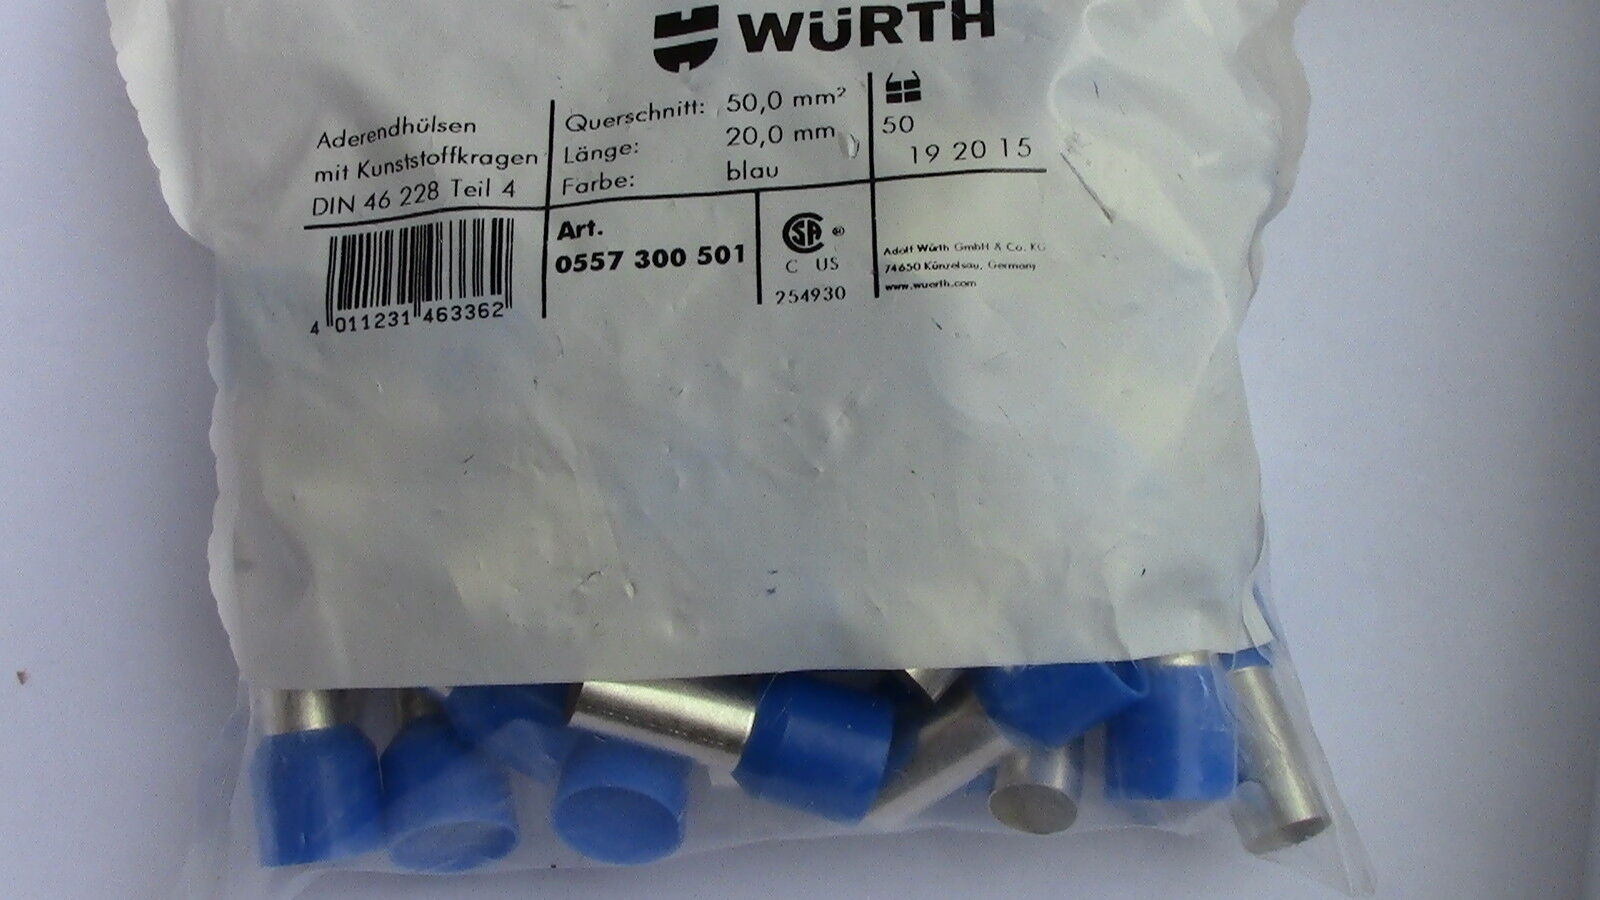 WÜRTH
Aderendhülsen
mit Kunststoffkragen
DIN 46 228 Teil 4
Querschnitt: 50,0 mm²
Länge: 20,0 mm
Farbe: blau
50
19 20 15
4 011231 463362
Art.
0557 300 501
SA ®
C US
254930
Adolf Würth GmbH & Co. KG
74650 Künzelsau, Germany
www.wuerth.com